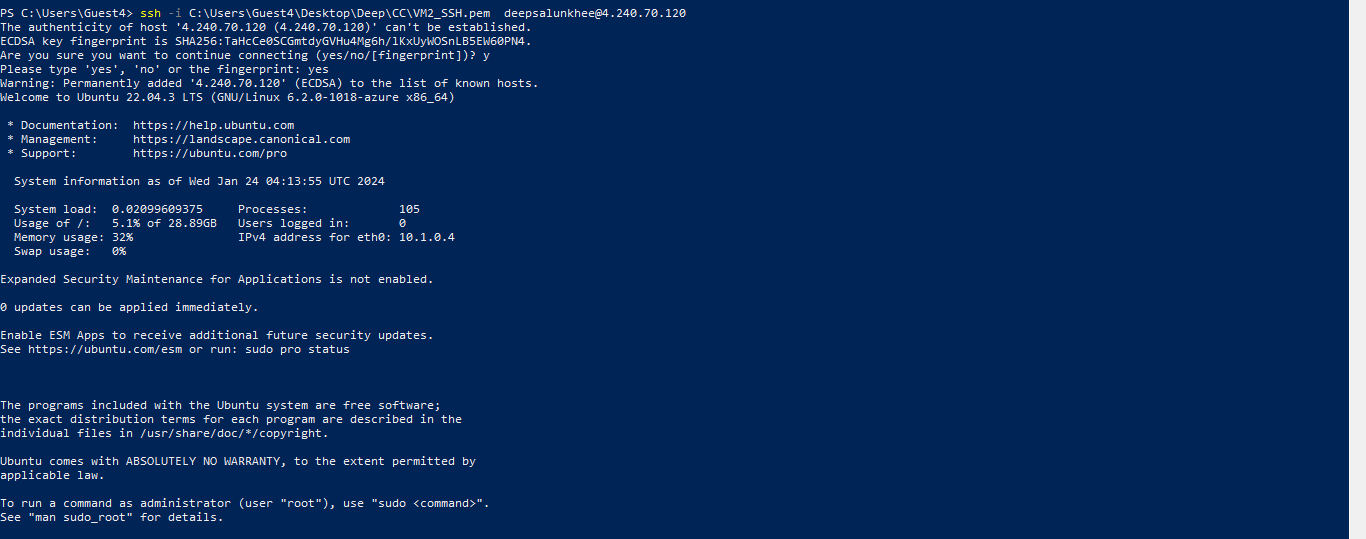 PS C:\Users\Guest4> ssh -i C:\Users\Guest4\Desktop\Deep\CC\VM2_SSH.pem  deepsalunkhee@4.240.70.120
The authenticity of host '4.240.70.120 (4.240.70.120)' can't be established.
ECDSA key fingerprint is SHA256:TaHcCe0SCGmtdyGVHu4Mg6h/lKxUyWOSnLB5EW60PN4.
Are you sure you want to continue connecting (yes/no/[fingerprint])? y
Please type 'yes', 'no' or the fingerprint: yes
Warning: Permanently added '4.240.70.120' (ECDSA) to the list of known hosts.
Welcome to Ubuntu 22.04.3 LTS (GNU/Linux 6.2.0-1018-azure x86_64)

 * Documentation:  https://help.ubuntu.com
 * Management:     https://landscape.canonical.com
 * Support:        https://ubuntu.com/pro

  System information as of Wed Jan 24 04:13:55 UTC 2024

  System load:  0.02099609375     Processes:             105
  Usage of /:   5.1% of 28.89GB   Users logged in:       0
  Memory usage: 32%               IPv4 address for eth0: 10.1.0.4
  Swap usage:   0%

Expanded Security Maintenance for Applications is not enabled.

0 updates can be applied immediately.

Enable ESM Apps to receive additional future security updates.
See https://ubuntu.com/esm or run: sudo pro status

The programs included with the Ubuntu system are free software;
the exact distribution terms for each program are described in the
individual files in /usr/share/doc/*/copyright.

Ubuntu comes with ABSOLUTELY NO WARRANTY, to the extent permitted by
applicable law.

To run a command as administrator (user "root"), use "sudo <command>".
See "man sudo_root" for details.